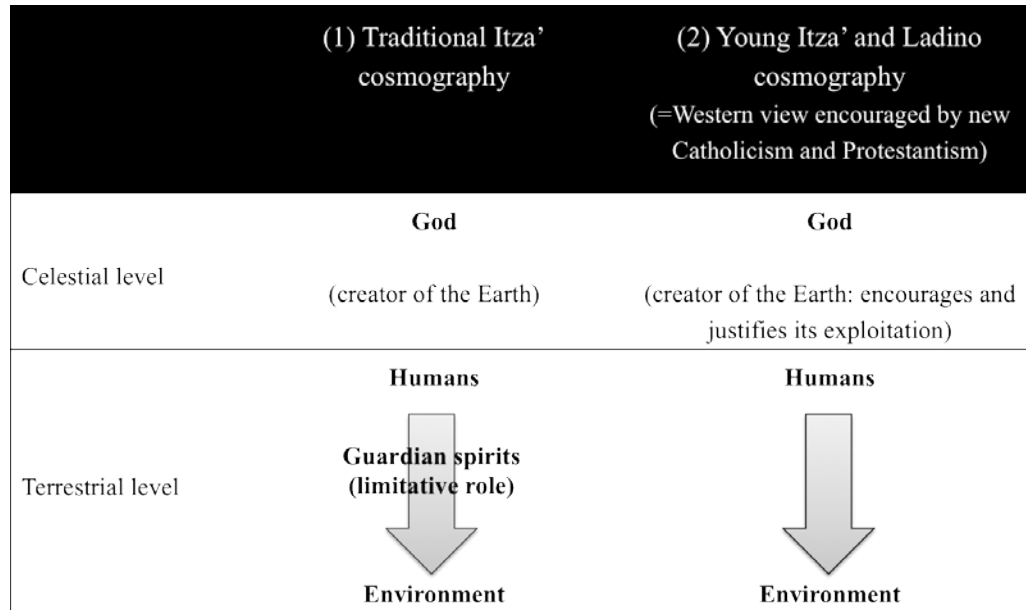 (1) Traditional Itza’
cosmography
(2) Young Itza’ and Ladino
cosmography
(=Western view encouraged by new
Catholicism and Protestantism)
Celestial level
God
(creator of the Earth)
God
(creator of the Earth: encourages and
justifies its exploitation)
Terrestrial level
Humans
Guardian spirits
(limitative role)
Environment
Humans
Environment